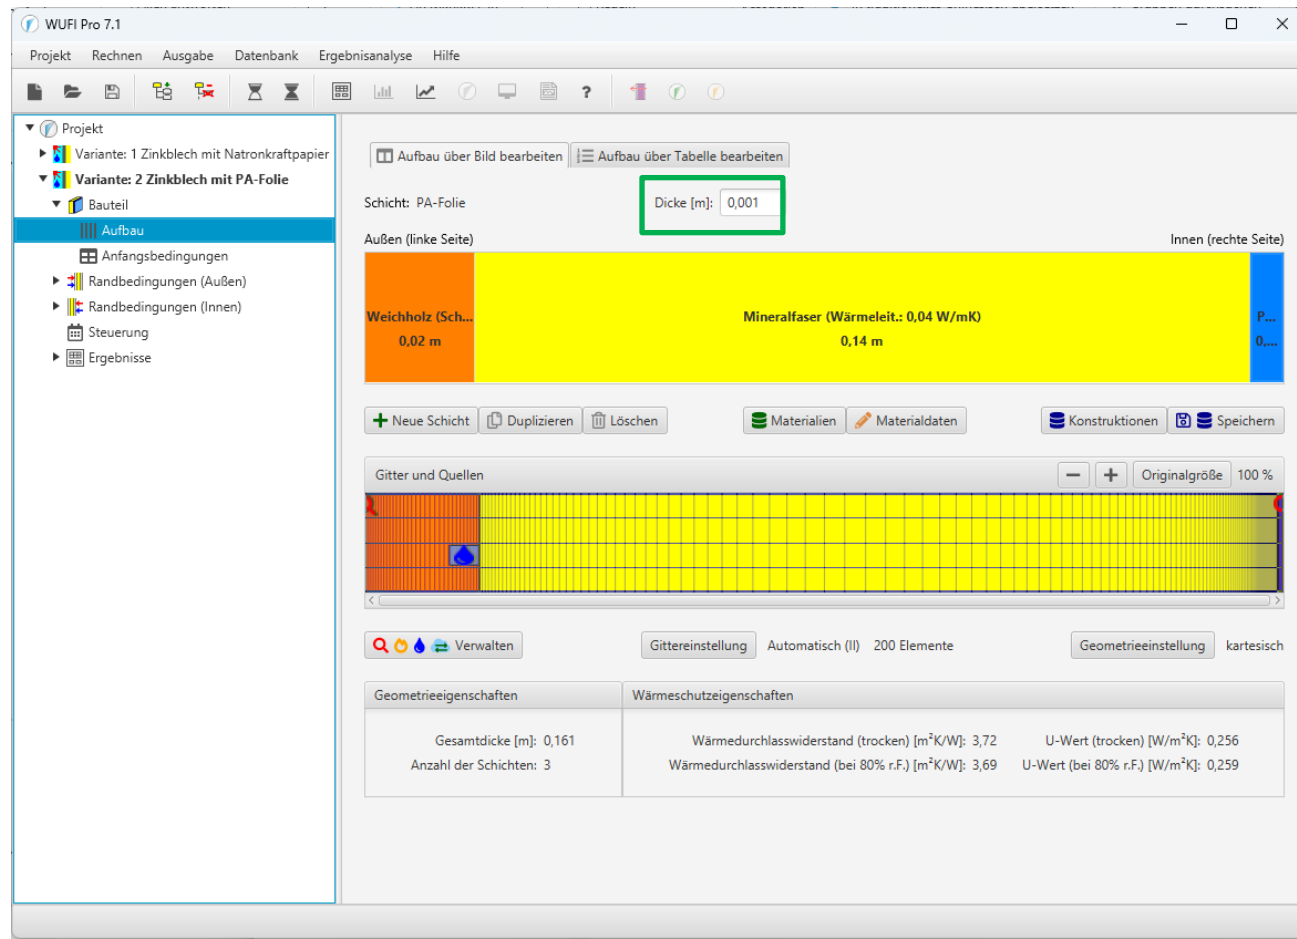 WUFI Pro 7.1
Projekt Rechnen Ausgabe Datenbank Ergebnisanalyse Hilfe
?
Projekt
Variante: 1 Zinkblech mit Natronkraftpapier
Variante: 2 Zinkblech mit PA-Folie
Bauteil
Aufbau
Anfangsbedingungen
Randbedingungen (Außen)
Randbedingungen (Innen)
Steuerung
Ergebnisse
Aufbau über Bild bearbeiten Aufbau über Tabelle bearbeiten
Schicht: PA-Folie Dicke [m]: 0,001
Außen (linke Seite) Innen (rechte Seite)
Weichholz (Sch... Mineralfaser (Wärmeleit.: 0,04 W/mK) P...
0,02 m 0,14 m 0,...
Neue Schicht Duplizieren Löschen Materialien Materialdaten Konstruktionen Speichern
Gitter und Quellen Originalgröße 100 %
Verwalten Gittereinstellung Automatisch (II) 200 Elemente Geometrieeinstellung kartesisch
Geometrieeigenschaften Wärmeschutzeigenschaften
Gesamtdicke [m]: 0,161 Wärmedurchlasswiderstand (trocken) [m²K/W]: 3,72 U-Wert (trocken) [W/m²K]: 0,256
Anzahl der Schichten: 3 Wärmedurchlasswiderstand (bei 80% r.F.) [m²K/W]: 3,69 U-Wert (bei 80% r.F.) [W/m²K]: 0,259